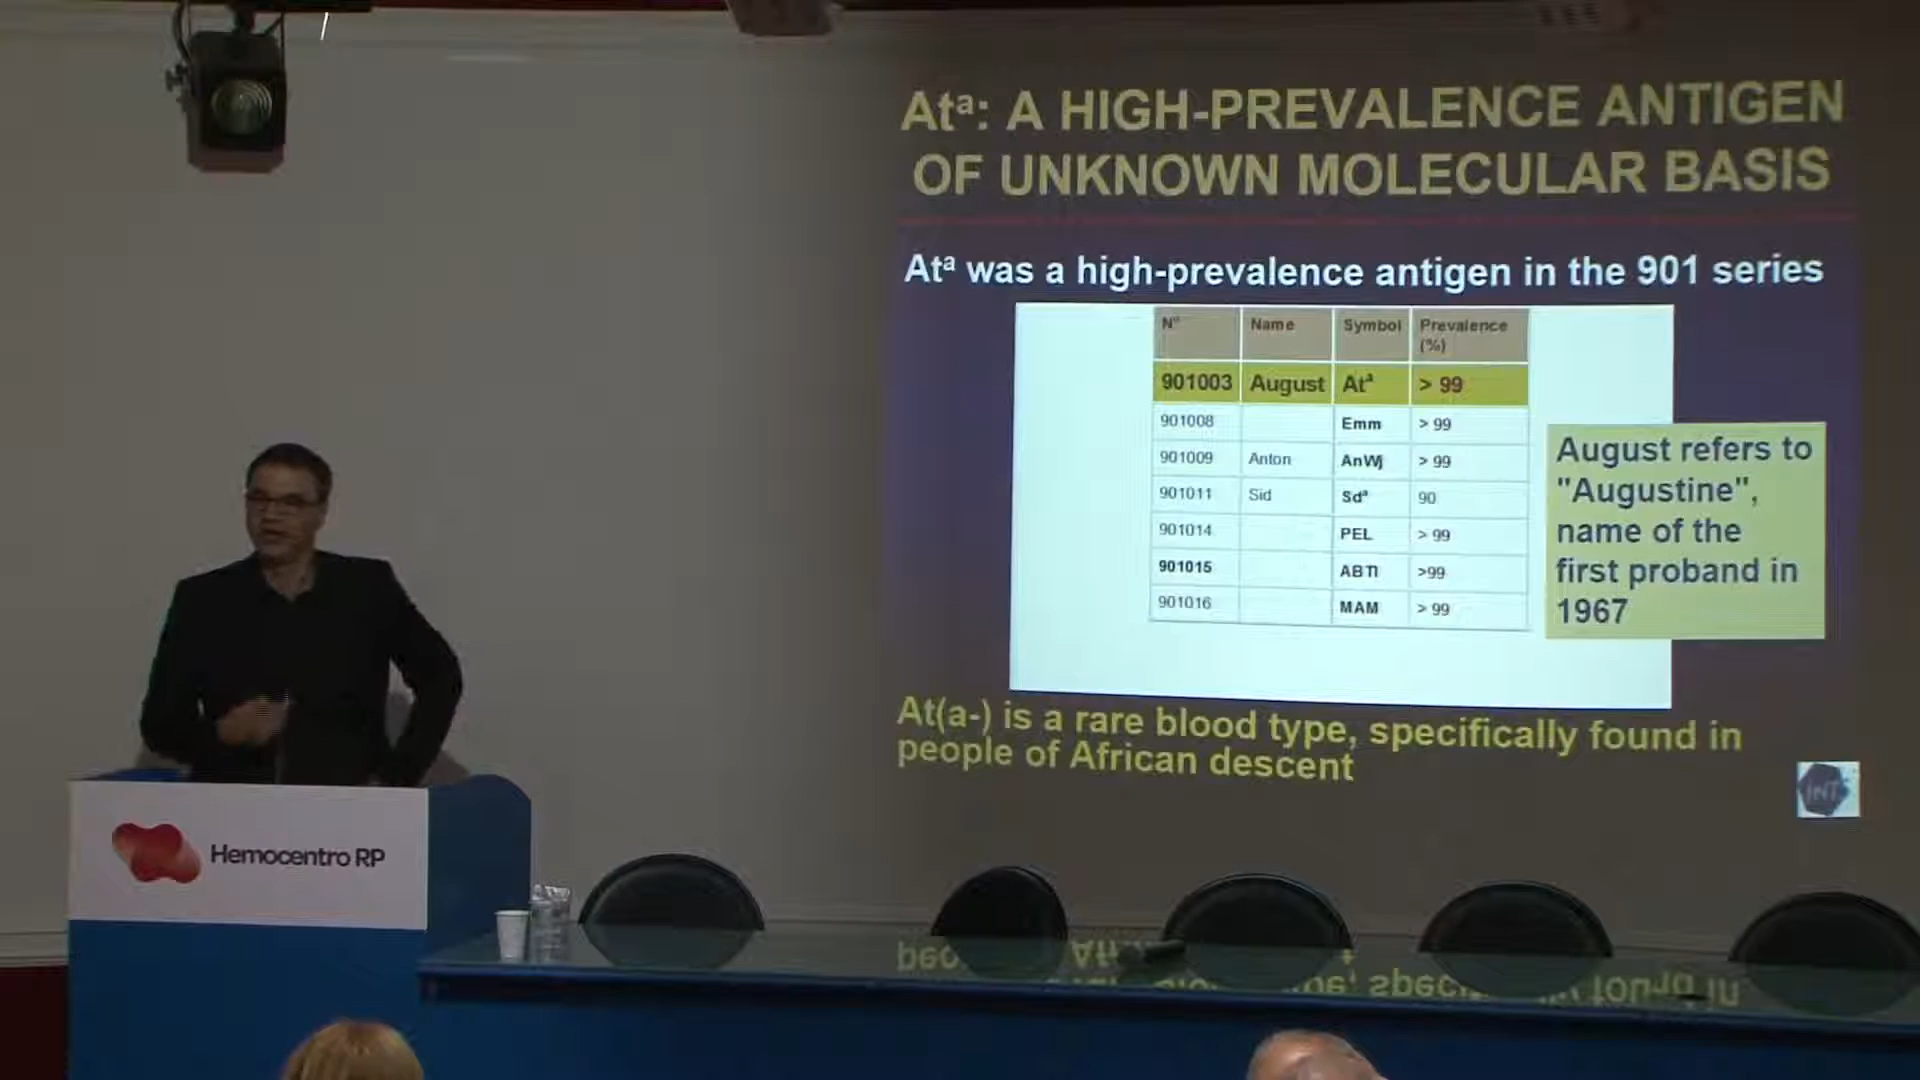 Atª: A HIGH-PREVALENCE ANTIGEN
OF UNKNOWN MOLECULAR BASIS
Atª was a high-prevalence antigen in the 901 series
N° Name Symbol Prevalence (%)
901003 August Atª > 99
901008 Emm > 99
901009 Anton AnWj > 99
901011 Sid Sdª 90
901014 PEL > 99
901015 ABTI >99
901016 MAM > 99
August refers to
"Augustine",
name of the
first proband in
1967
At(a-) is a rare blood type, specifically found in
people of African descent
INTS
Hemocentro RP